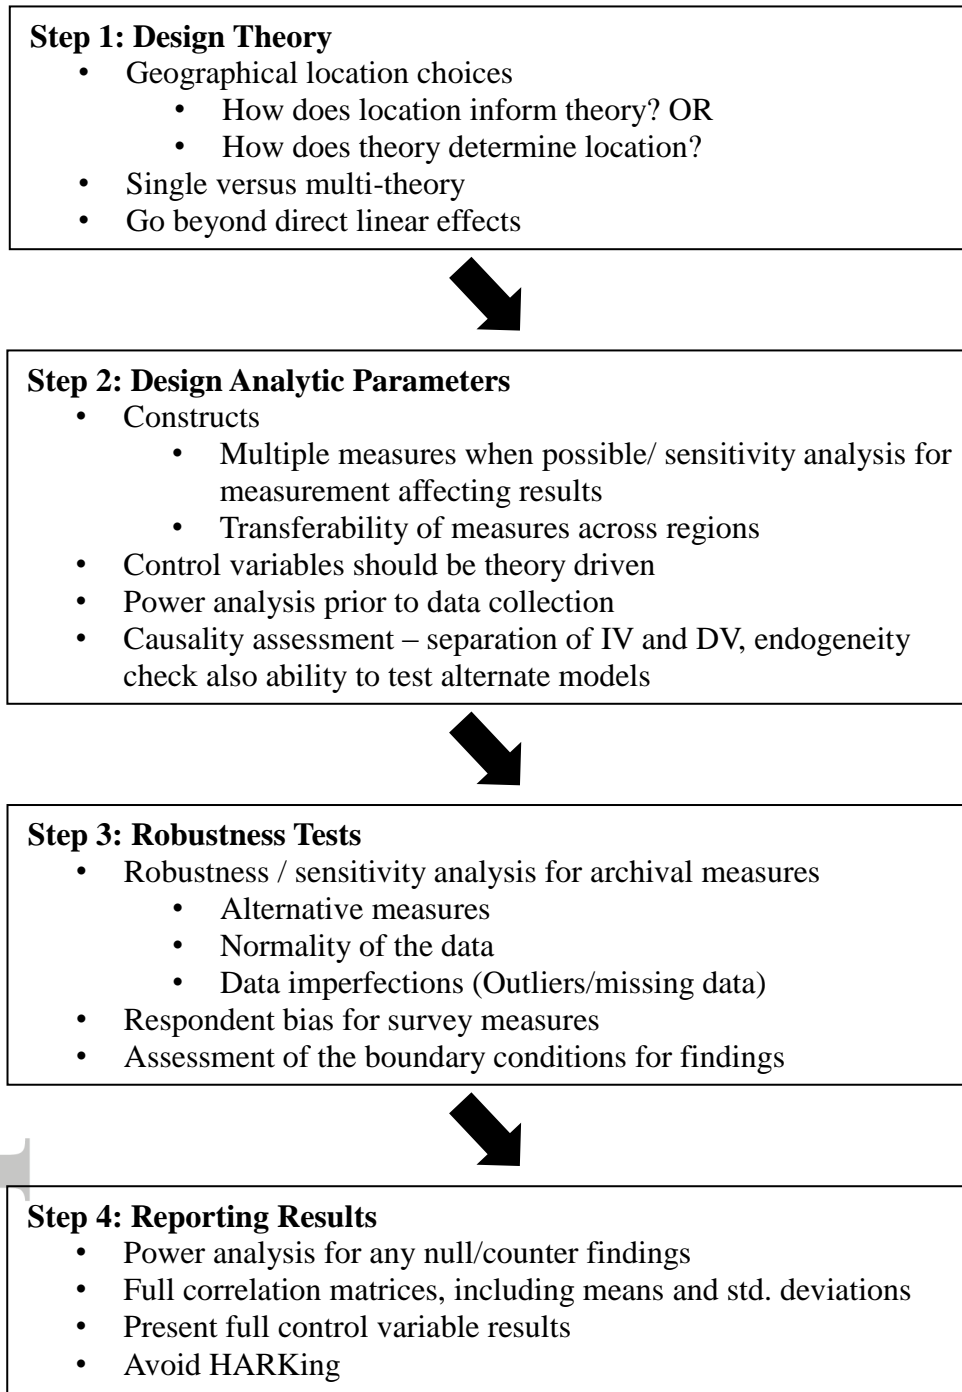 Step 1: Design Theory
• Geographical location choices
• How does location inform theory? OR
• How does theory determine location?
• Single versus multi-theory
• Go beyond direct linear effects
Step 2: Design Analytic Parameters
• Constructs
• Multiple measures when possible/ sensitivity analysis for
measurement affecting results
• Transferability of measures across regions
• Control variables should be theory driven
• Power analysis prior to data collection
• Causality assessment – separation of IV and DV, endogeneity
check also ability to test alternate models
Step 3: Robustness Tests
• Robustness / sensitivity analysis for archival measures
• Alternative measures
• Normality of the data
• Data imperfections (Outliers/missing data)
• Respondent bias for survey measures
• Assessment of the boundary conditions for findings
Step 4: Reporting Results
• Power analysis for any null/counter findings
• Full correlation matrices, including means and std. deviations
• Present full control variable results
• Avoid HARKing